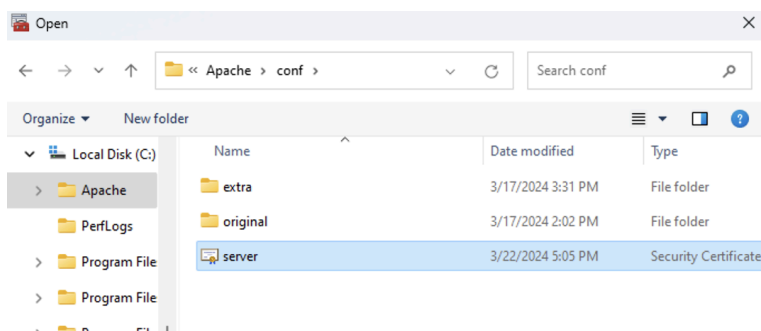 Open
« Apache > conf >
Search conf
Organize
New folder
?
Local Disk (C:)
Name
Date modified
Type
Apache
extra
3/17/2024 3:31 PM
File folder
PerfLogs
original
3/17/2024 2:02 PM
File folder
Program File
server
3/22/2024 5:05 PM
Security Certificate
Program File